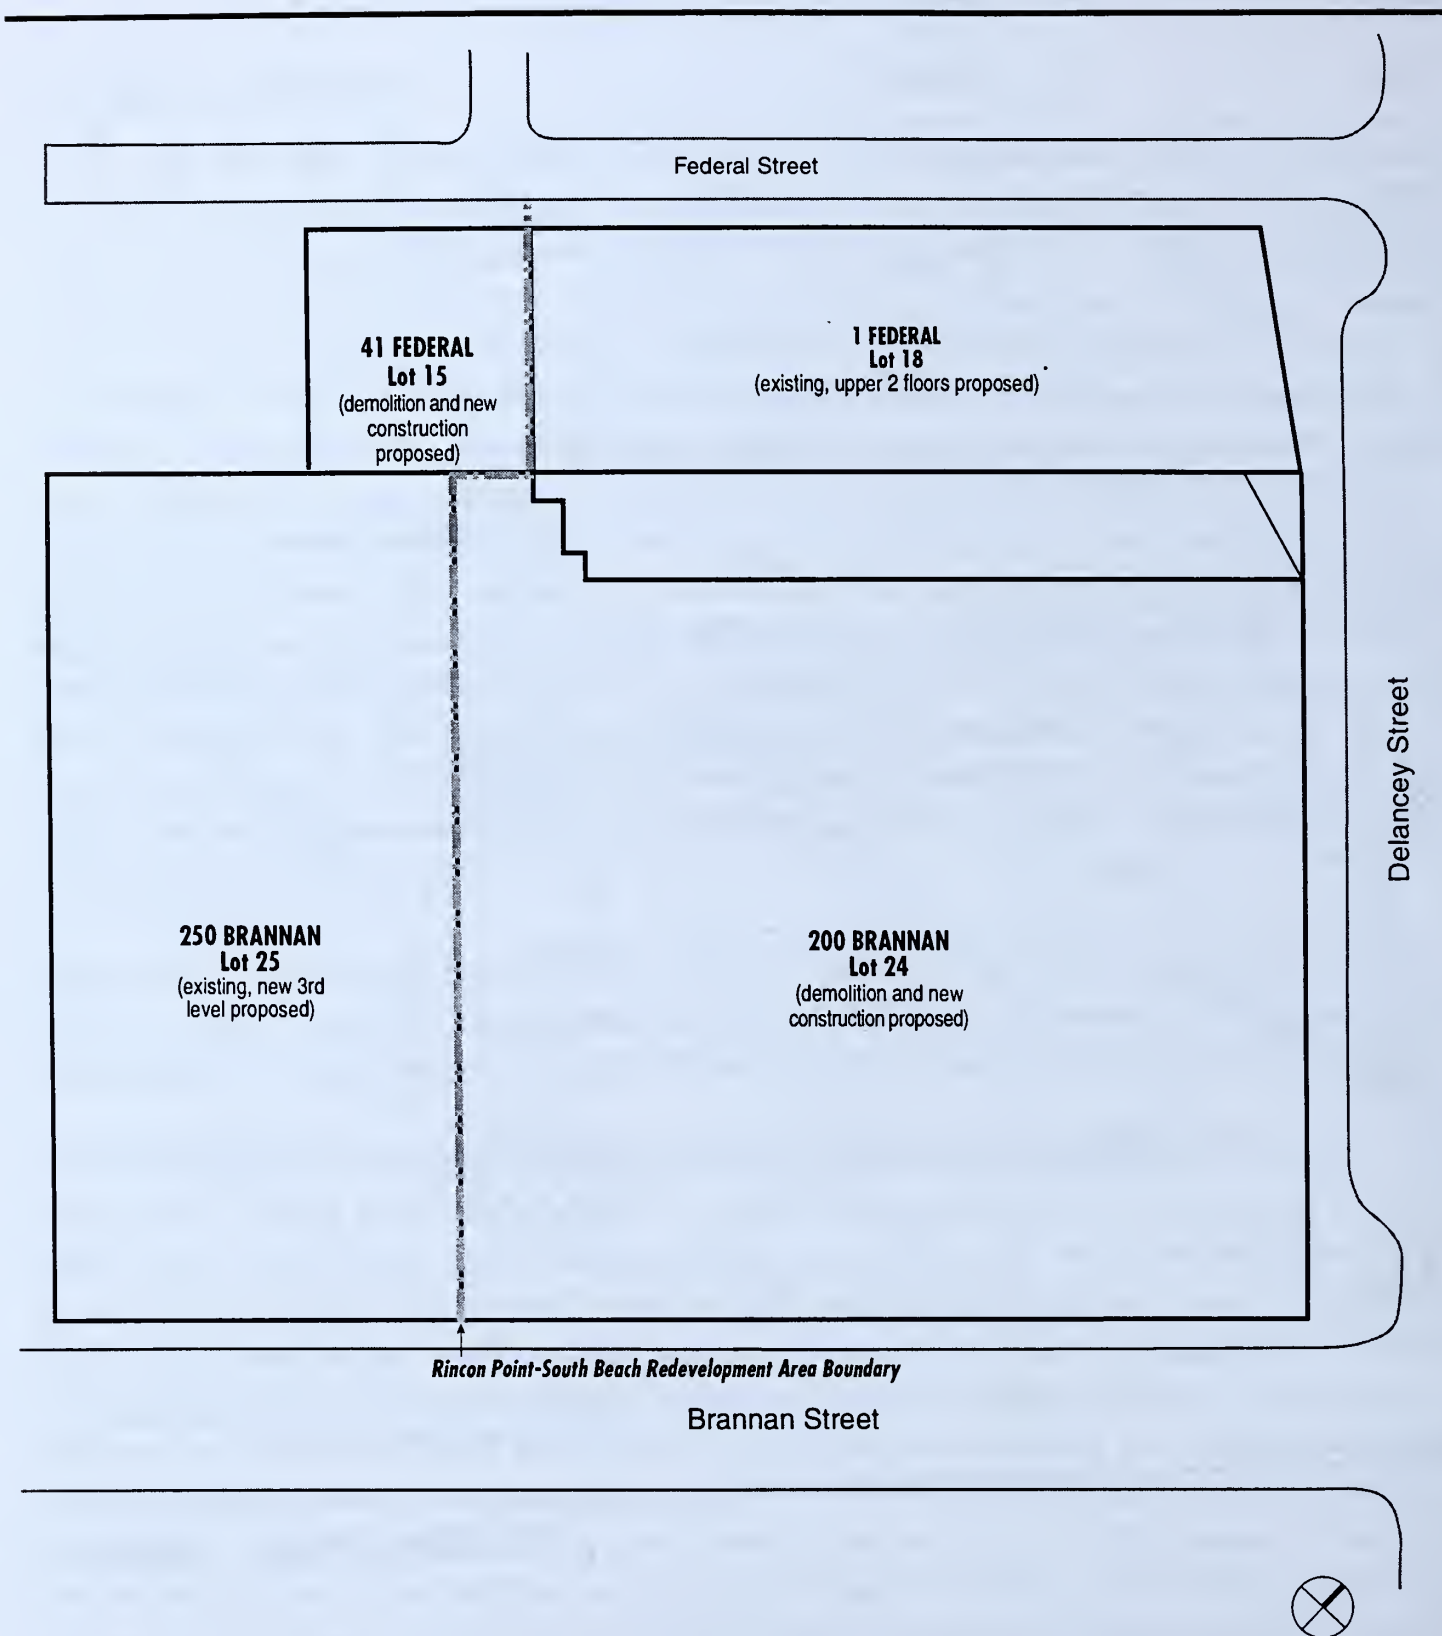 Federal Street
41 FEDERAL
Lot 15
(demolition and new
construction
proposed)
1 FEDERAL
Lot 18
(existing, upper 2 floors proposed)
Delancey Street
250 BRANNAN
Lot 25
(existing, new 3rd
level proposed)
200 BRANNAN
Lot 24
(demolition and new
construction proposed)
Rincon Point-South Beach Redevelopment Area Boundary
Brannan Street